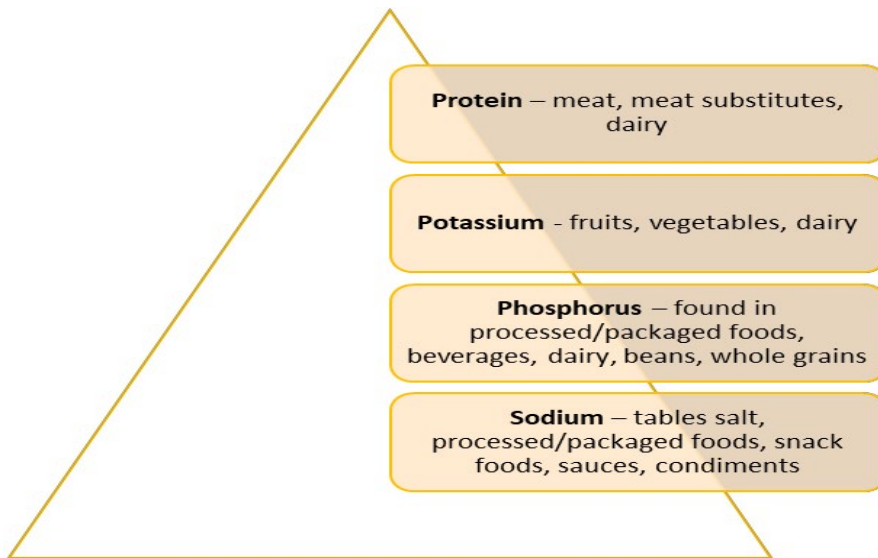 Protein – meat, meat substitutes,
dairy
Potassium - fruits, vegetables, dairy
Phosphorus – found in
processed/packaged foods,
beverages, dairy, beans, whole grains
Sodium – tables salt,
processed/packaged foods, snack
foods, sauces, condiments